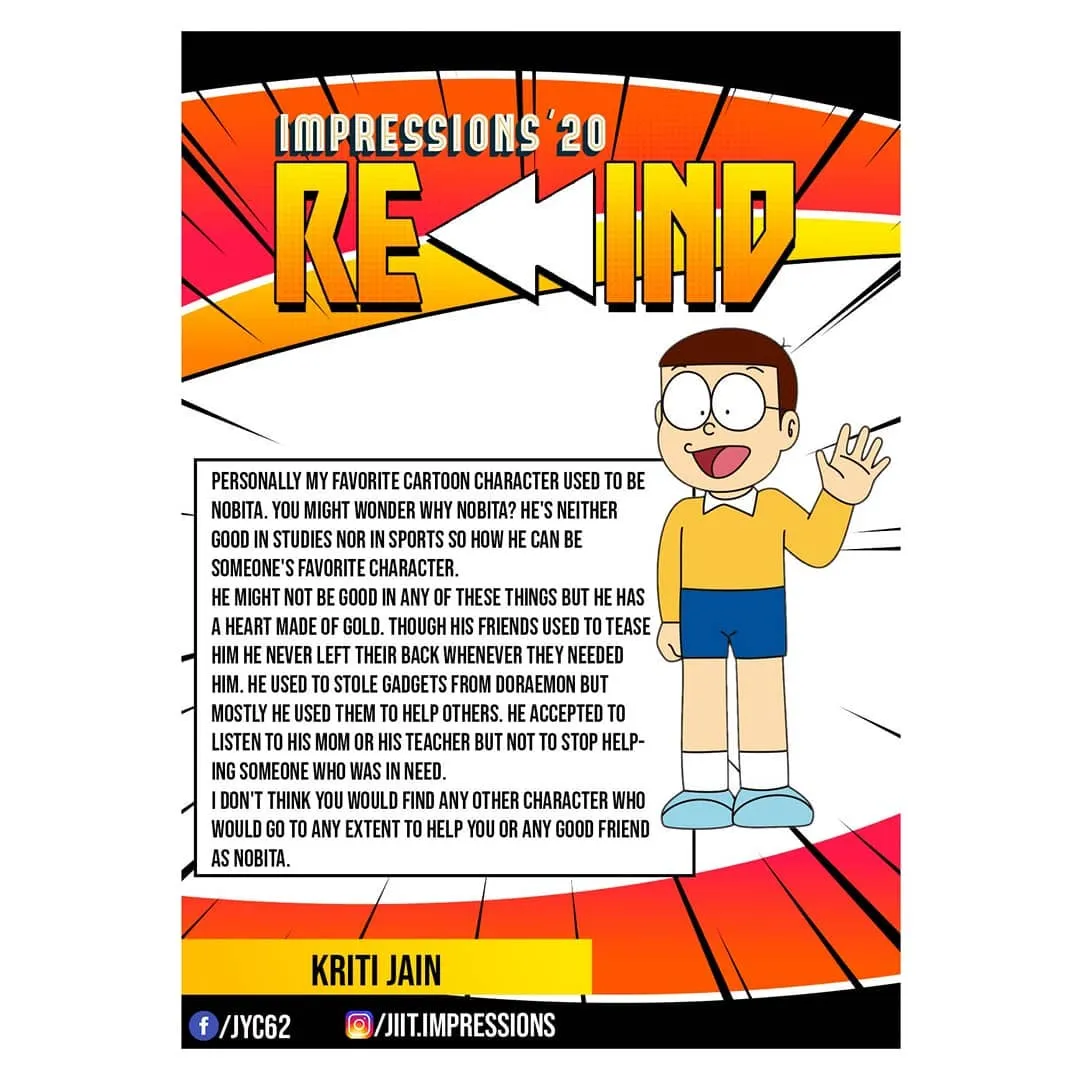 IMPRESSIONS'20
REWIND
PERSONALLY MY FAVORITE CARTOON CHARACTER USED TO BE
NOBITA. YOU MIGHT WONDER WHY NOBITA? HE'S NEITHER
GOOD IN STUDIES NOR IN SPORTS SO HOW HE CAN BE
SOMEONE'S FAVORITE CHARACTER.
HE MIGHT NOT BE GOOD IN ANY OF THESE THINGS BUT HE HAS
A HEART MADE OF GOLD. THOUGH HIS FRIENDS USED TO TEASE
HIM HE NEVER LEFT THEIR BACK WHENEVER THEY NEEDED
HIM. HE USED TO STOLE GADGETS FROM DORAEMON BUT
MOSTLY HE USED THEM TO HELP OTHERS. HE ACCEPTED TO
LISTEN TO HIS MOM OR HIS TEACHER BUT NOT TO STOP HELP-
ING SOMEONE WHO WAS IN NEED.
I DON'T THINK YOU WOULD FIND ANY OTHER CHARACTER WHO
WOULD GO TO ANY EXTENT TO HELP YOU OR ANY GOOD FRIEND
AS NOBITA.
KRITI JAIN
/JYC62 /JIIT.IMPRESSIONS